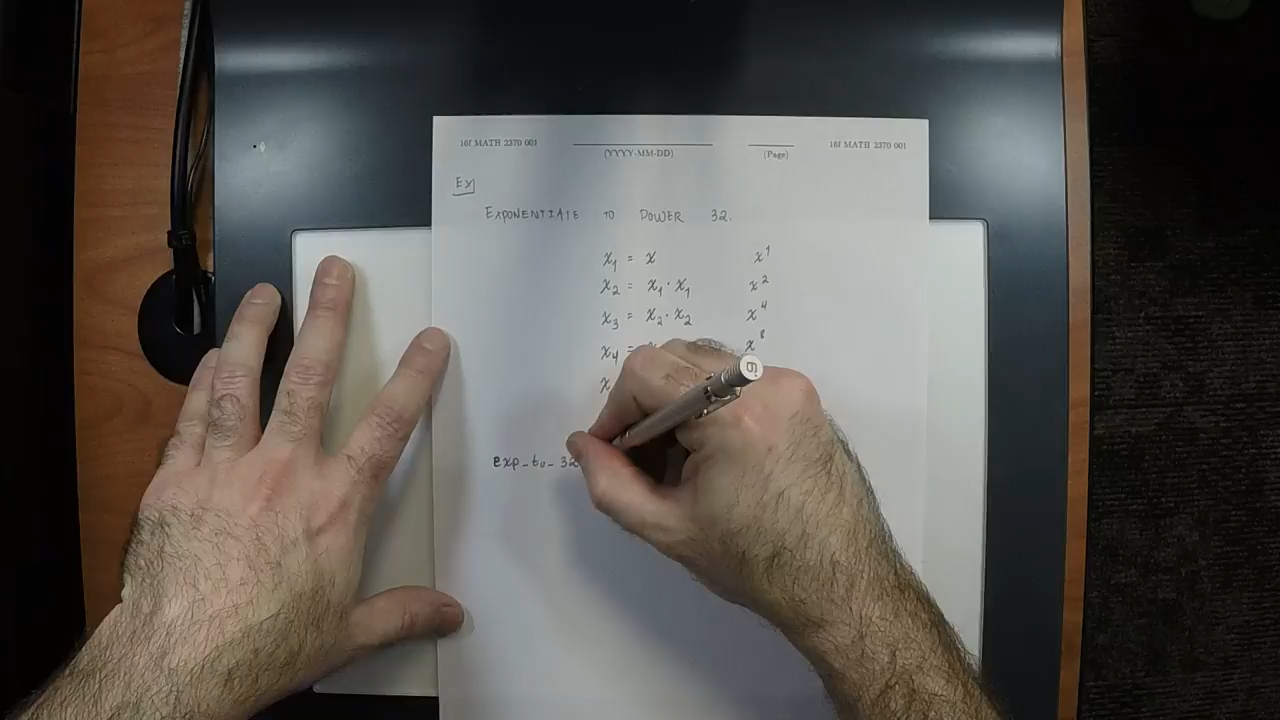 16f MATH 2370 001 (YYYY-MM-DD) (Page) 16f MATH 2370 001
Ex
EXPONENTIATE TO POWER 32.
x₁ = x x¹
x₂ = x₁ · x₁ x²
x₃ = x₂ · x₂ x⁴
x₄ = x⁸
x
exp_to_32